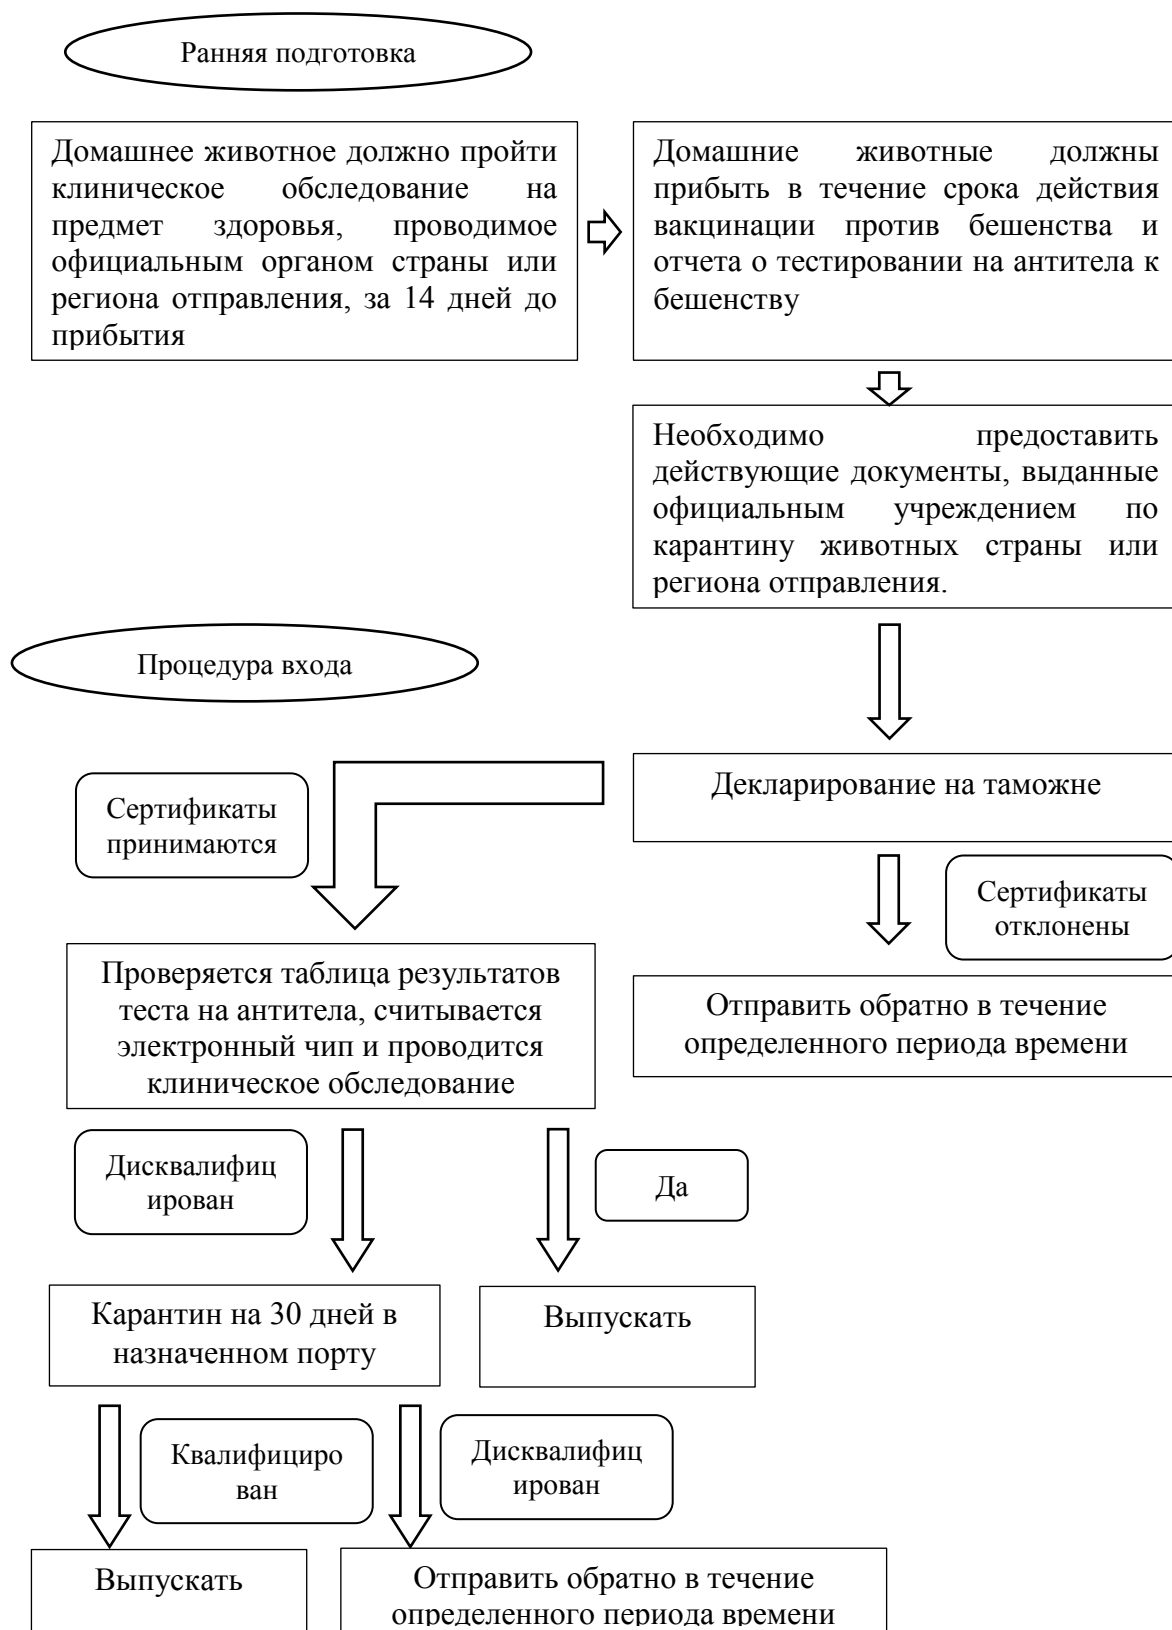 Ранняя подготовка
Домашнее животное должно пройти
клиническое обследование на
предмет здоровья, проводимое
официальным органом страны или
региона отправления, за 14 дней до
прибытия
Домашние животные должны
прибыть в течение срока действия
вакцинации против бешенства и
отчета о тестировании на антитела к
бешенству
Необходимо предоставить
действующие документы, выданные
официальным учреждением по
карантину животных страны или
региона отправления.
Процедура входа
Декларирование на таможне
Сертификаты
принимаются
Сертификаты
отклонены
Проверяется таблица результатов
теста на антитела, считывается
электронный чип и проводится
клиническое обследование
Отправить обратно в течение
определенного периода времени
Дисквалифиц
ирован
Да
Карантин на 30 дней в
назначенном порту
Выпускать
Квалифициро
ван
Дисквалифиц
ирован
Выпускать
Отправить обратно в течение
определенного периода времени